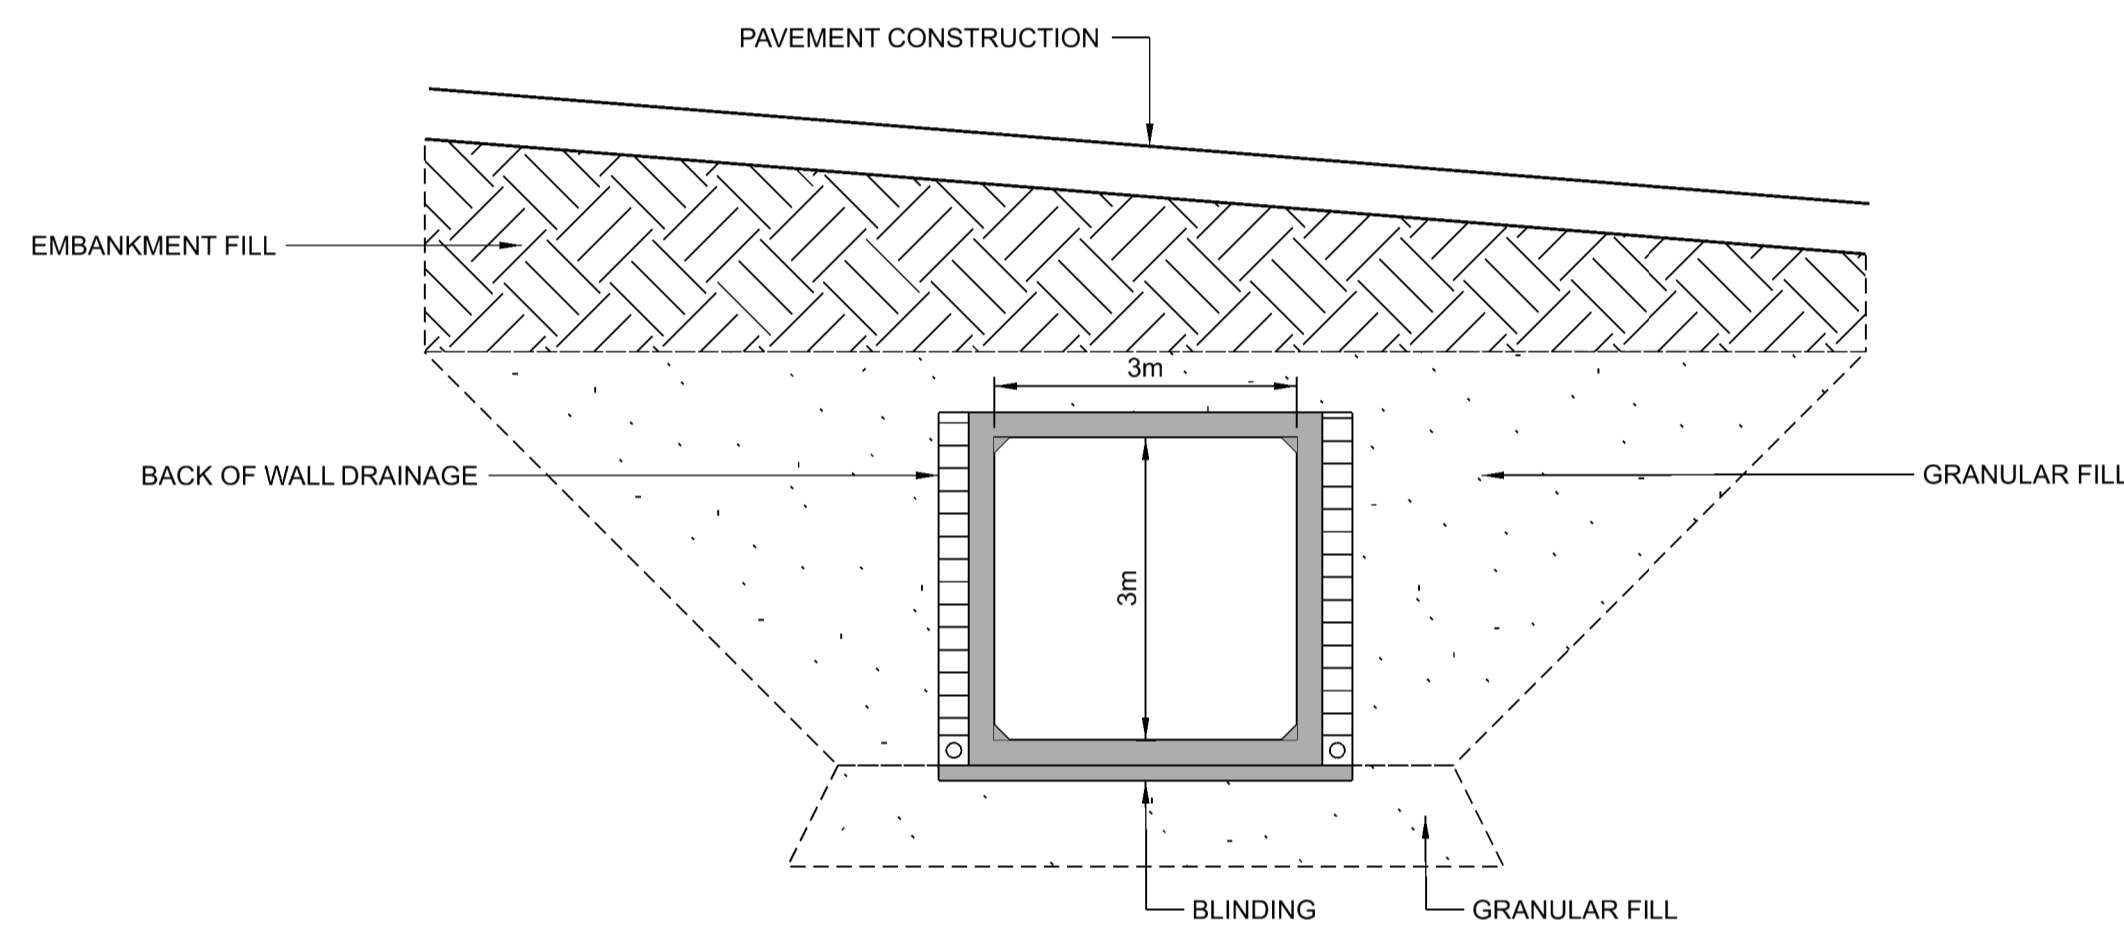 PAVEMENT CONSTRUCTION
EMBANKMENT FILL
3m
BACK OF WALL DRAINAGE
GRANULAR FILL
3m
BLINDING
GRANULAR FILL